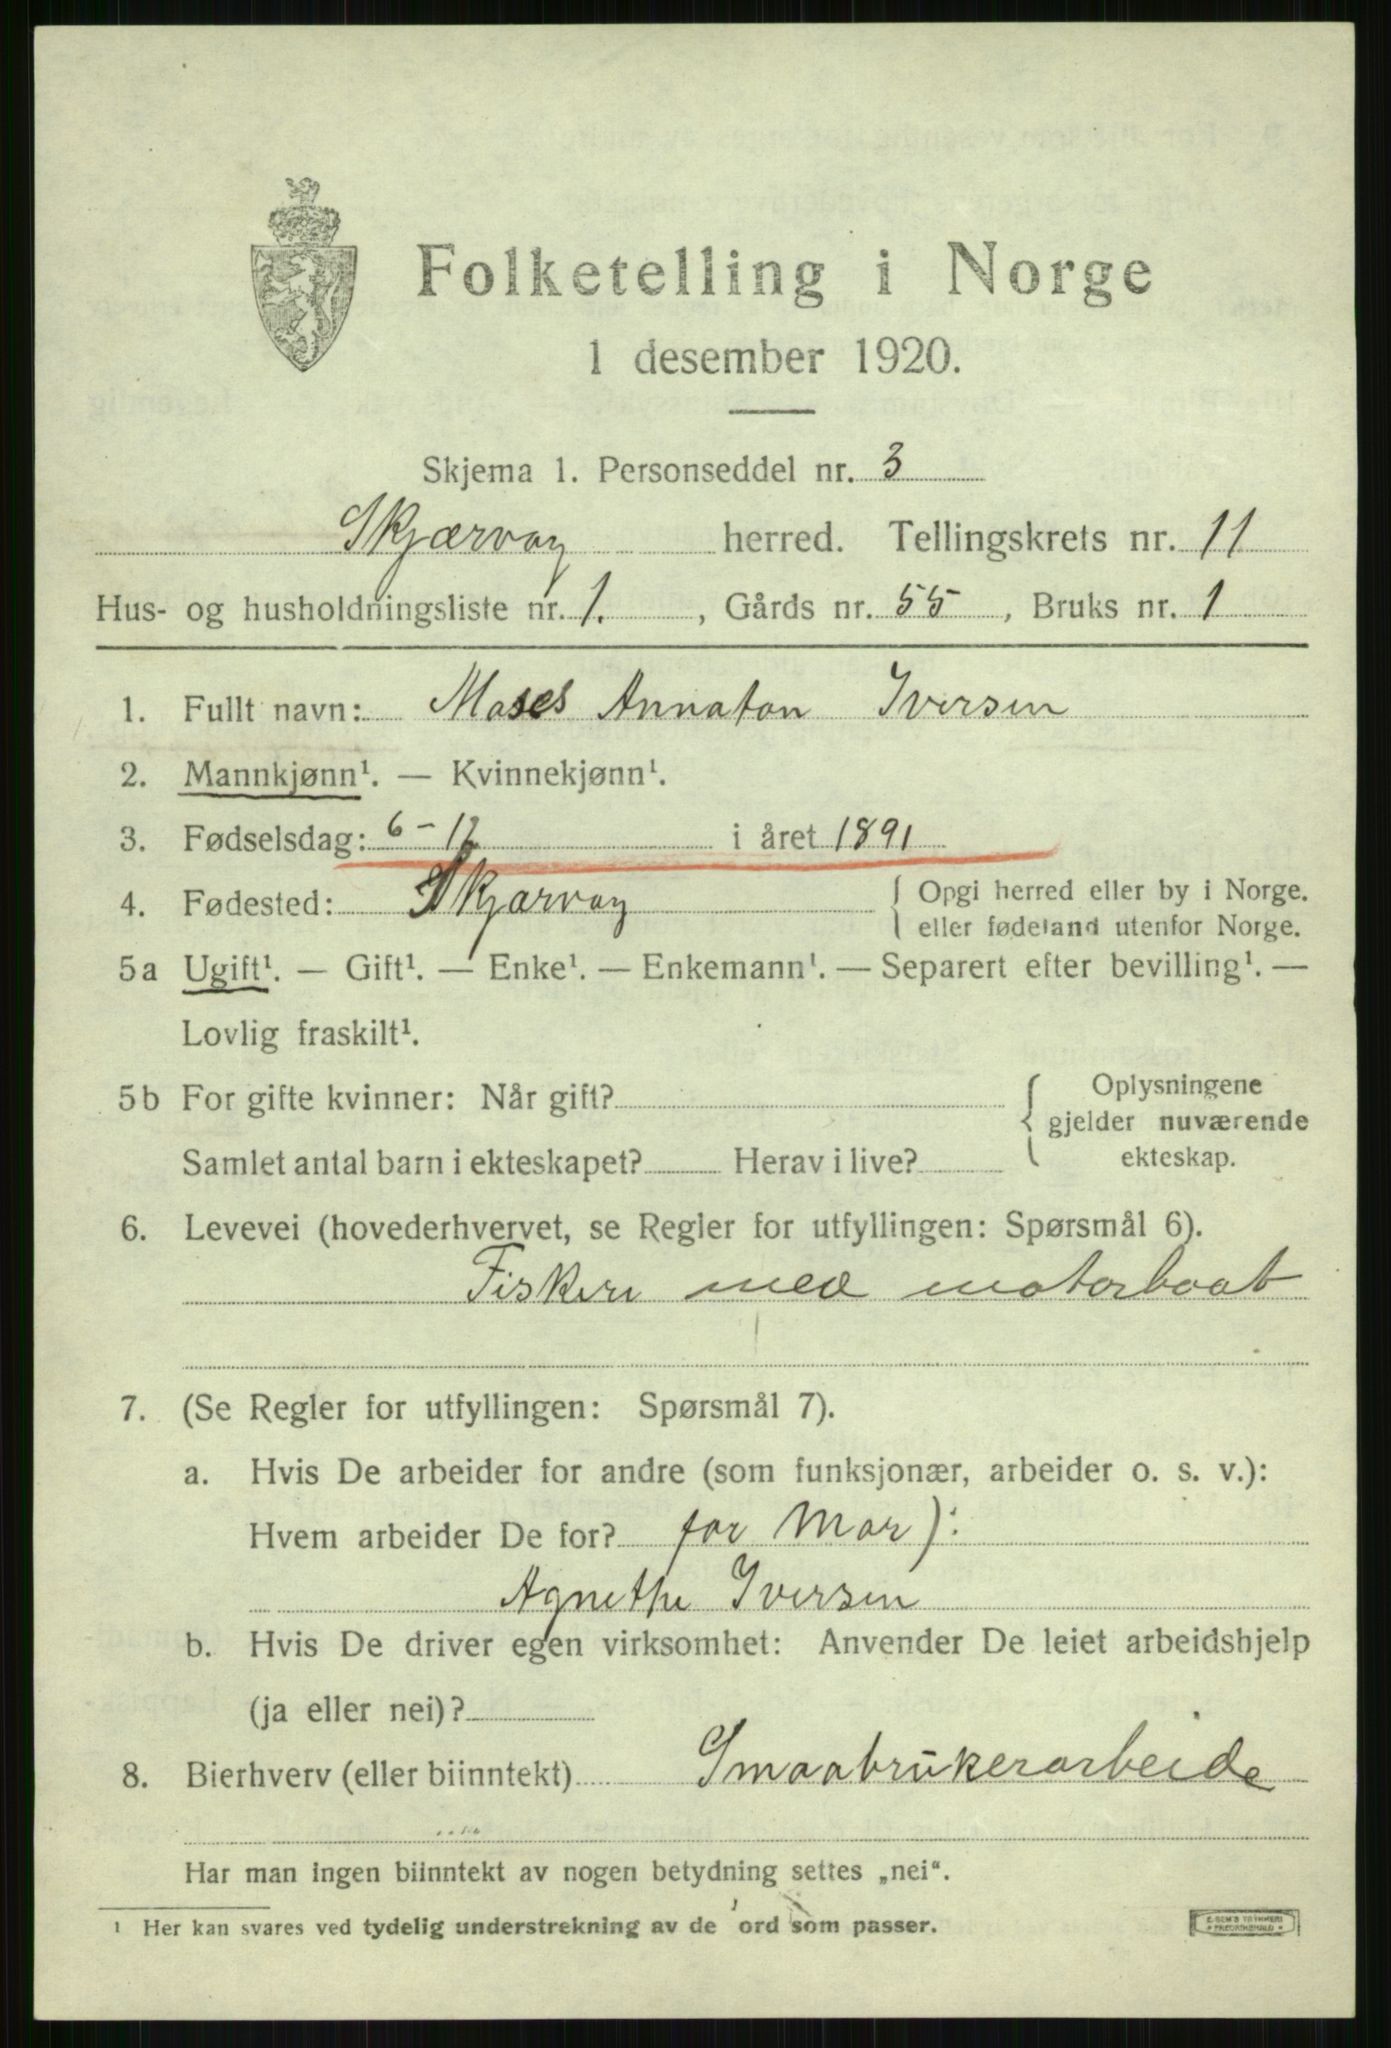 Folketelling i Norge
1 desember 1920.
Skjema 1. Personseddel nr. 3
Skjærvøy herred. Tellingskrets nr. 11
Hus- og husholdningsliste nr. 1. , Gårds nr. 55 , Bruks nr. 1
1. Fullt navn: Moses Annaton Iversen
2. Mannkjønn¹. — Kvinnekjønn¹.
3. Fødselsdag: 6-12 i året 1891
4. Fødested: Skjærvøy { Opgi herred eller by i Norge.
eller fødeland utenfor Norge.
5a Ugift¹. — Gift¹. — Enke¹. — Enkemann¹. — Separert efter bevilling¹. —
Lovlig fraskilt¹.
5b For gifte kvinner: Når gift? { Oplysningene
gjelder nuværende
Samlet antal barn i ekteskapet? Herav i live? ekteskap.
6. Levevei (hovederhvervet, se Regler for utfyllingen: Spørsmål 6).
Fiskeri med motorbaat
7. (Se Regler for utfyllingen: Spørsmål 7).
a. Hvis De arbeider for andre (som funksjonær, arbeider o. s. v.):
Hvem arbeider De for? for Mor ):
Agnethe Iversen
b. Hvis De driver egen virksomhet: Anvender De leiet arbeidshjelp
(ja eller nei)?
8. Bierhverv (eller biinntekt) Smaabrukerarbeide
Har man ingen biinntekt av nogen betydning settes „nei“.
¹ Her kan svares ved tydelig understrekning av de ord som passer.